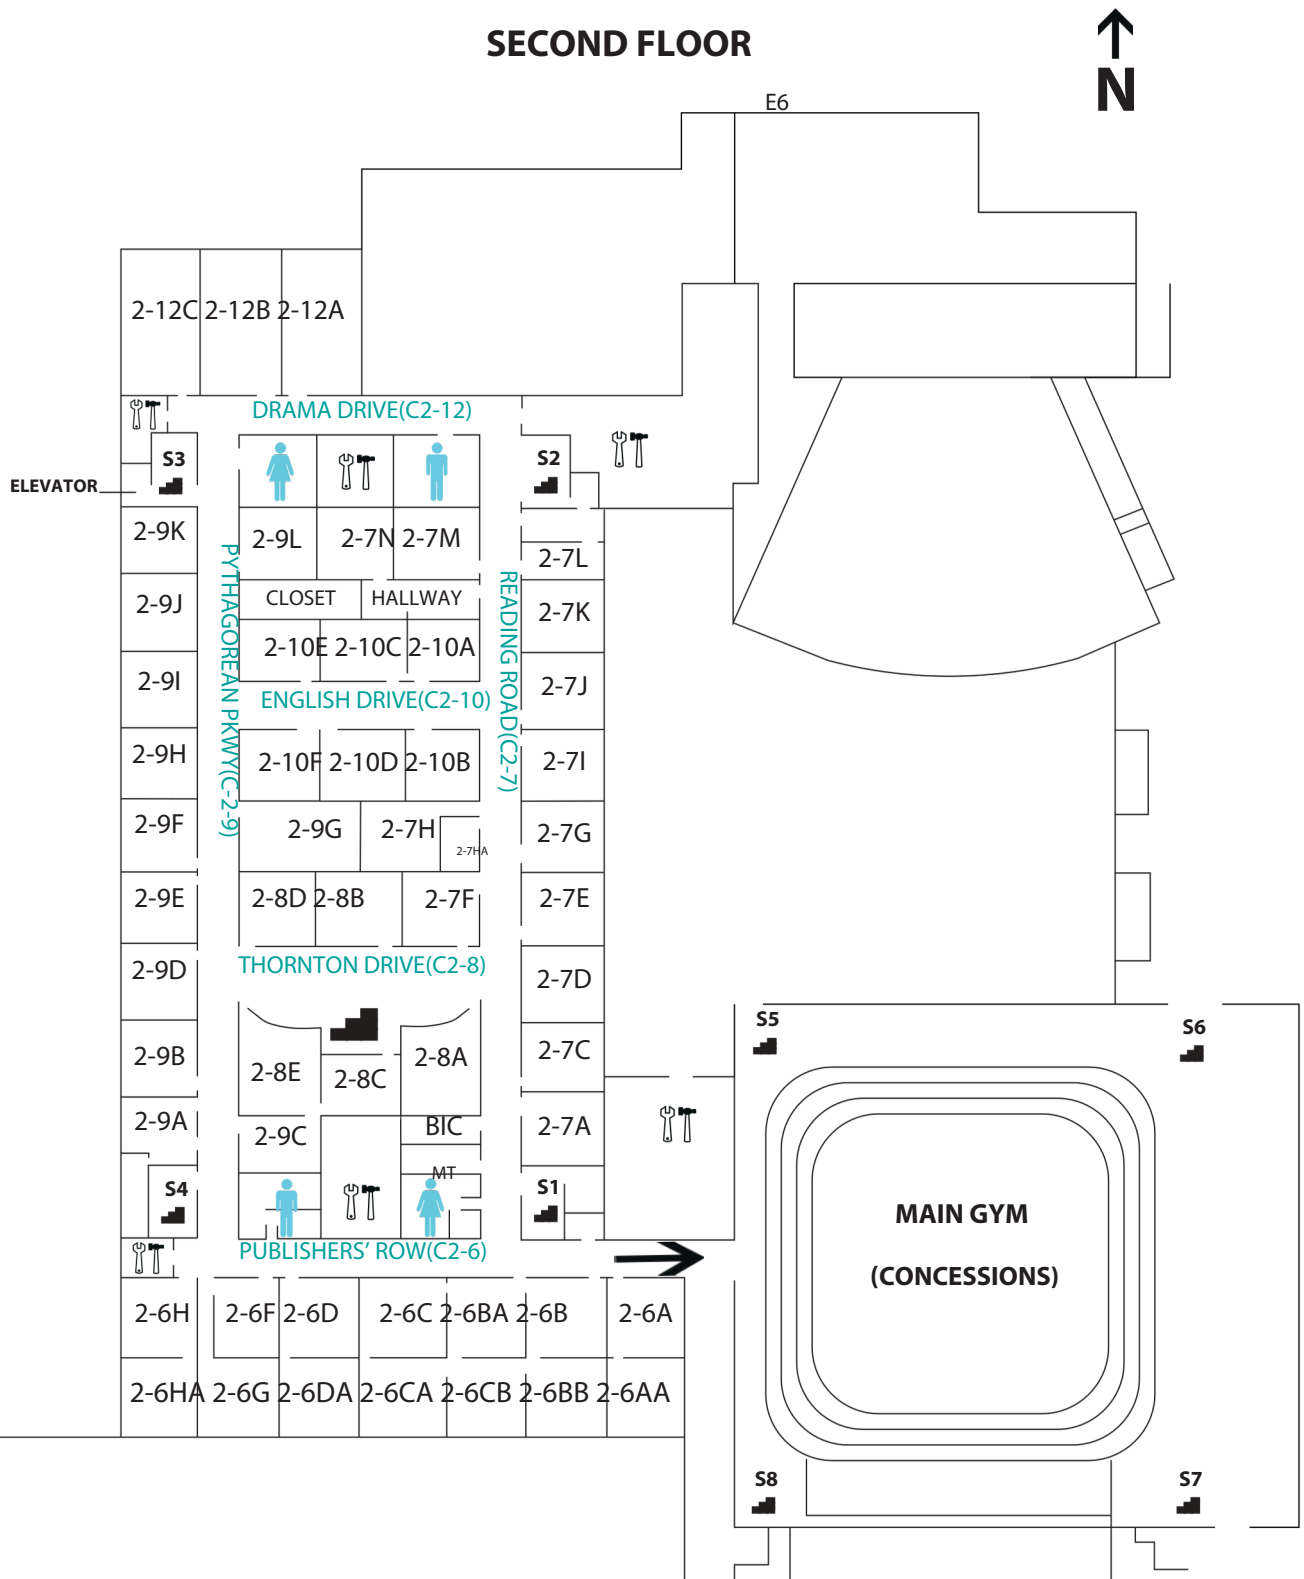 SECOND FLOOR
N
E6
2-12C 2-12B 2-12A
DRAMA DRIVE(C2-12)
S3
S2
ELEVATOR
2-9K
2-9L
2-7N 2-7M
2-7L
2-9J
CLOSET
HALLWAY
2-7K
2-10E 2-10C 2-10A
2-9I
2-7J
ENGLISH DRIVE(C2-10)
PYTHAGOREAN PKWY(C-2-9)
READING ROAD(C2-7)
2-9H
2-10F 2-10D 2-10B
2-7I
2-9F
2-9G
2-7H
2-7HA
2-7G
2-9E
2-8D 2-8B
2-7F
2-7E
THORNTON DRIVE(C2-8)
2-9D
2-7D
S5
S6
2-9B
2-8E
2-8C
2-8A
2-7C
2-9A
2-9C
BIC
2-7A
MT
S4
S1
MAIN GYM
(CONCESSIONS)
PUBLISHERS' ROW(C2-6)
2-6H
2-6F 2-6D
2-6C 2-6BA 2-6B
2-6A
2-6HA 2-6G 2-6DA 2-6CA 2-6CB 2-6BB 2-6AA
S8
S7